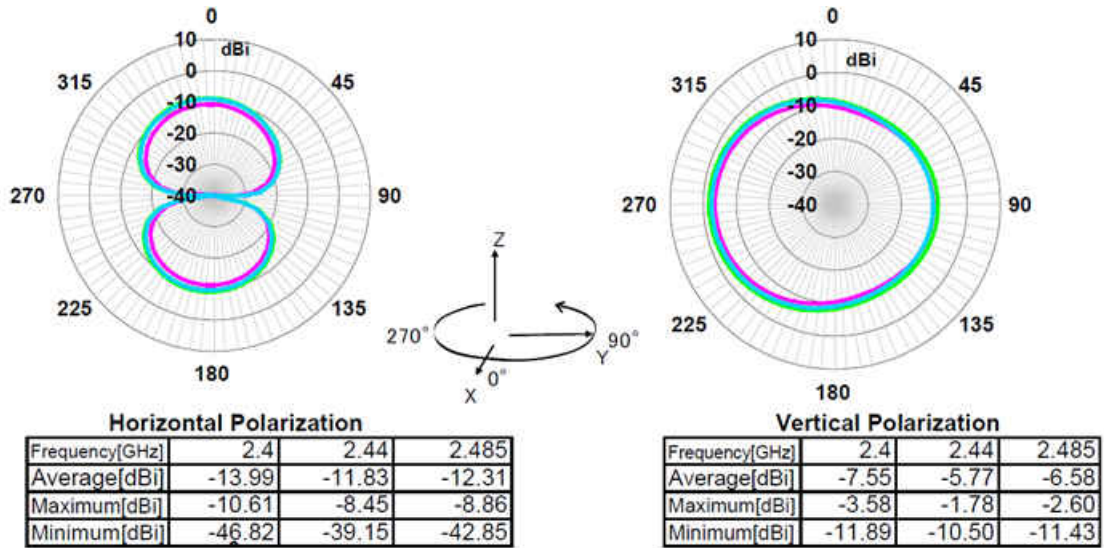 0
10
dBi
0
-10
-20
-30
-40
315
45
270
90
225
135
180
0
10
dBi
0
-10
-20
-30
-40
315
45
270
90
225
135
180
Z
270°
90°
Y
0°
X
Horizontal Polarization
Frequency[GHz] 2.4 2.44 2.485
Average[dBi] -13.99 -11.83 -12.31
Maximum[dBi] -10.61 -8.45 -8.86
Minimum[dBi] -46.82 -39.15 -42.85
Vertical Polarization
Frequency[GHz] 2.4 2.44 2.485
Average[dBi] -7.55 -5.77 -6.58
Maximum[dBi] -3.58 -1.78 -2.60
Minimum[dBi] -11.89 -10.50 -11.43